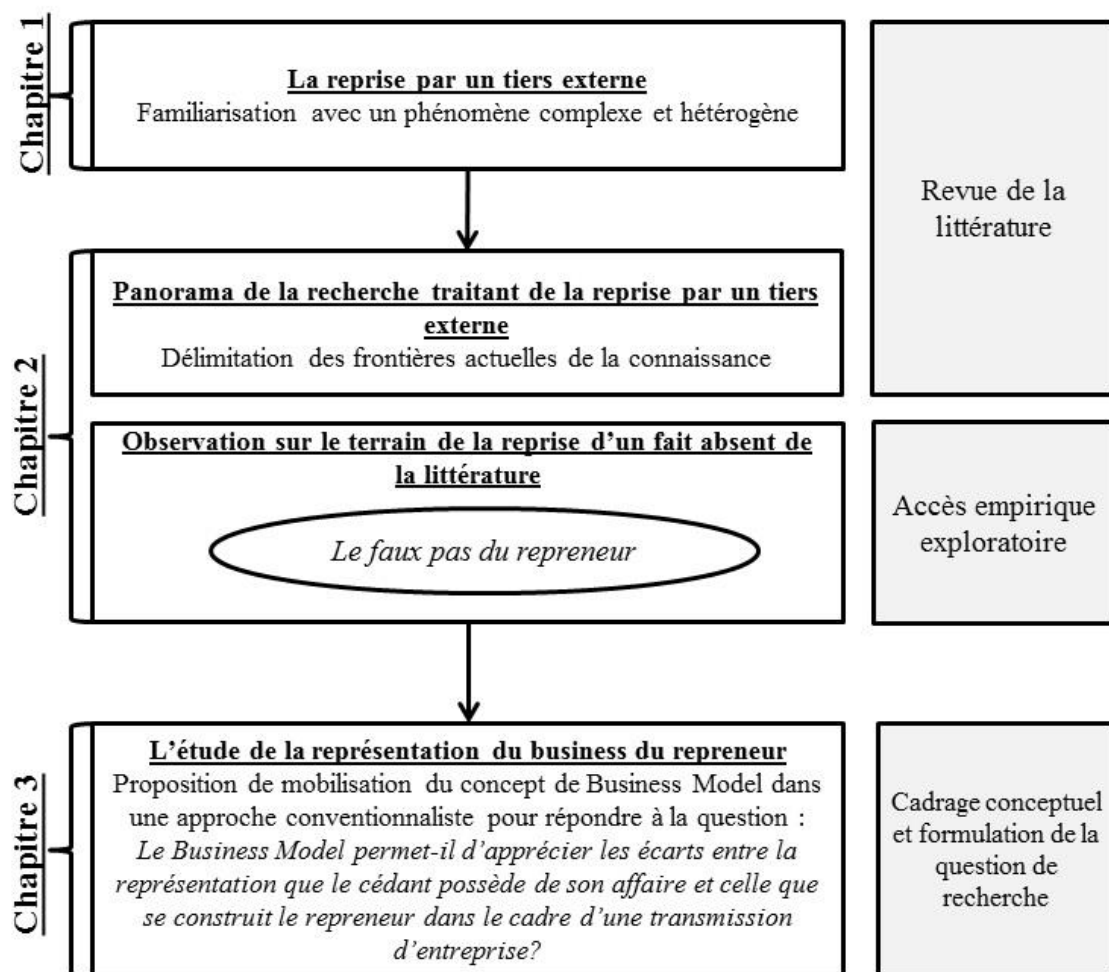 Chapitre 1
La reprise par un tiers externe
Familiarisation avec un phénomène complexe et hétérogène
Revue de la
littérature
Chapitre 2
Panorama de la recherche traitant de la reprise par un tiers
externe
Délimitation des frontières actuelles de la connaissance
Observation sur le terrain de la reprise d'un fait absent de
la littérature
Le faux pas du repreneur
Accès empirique
exploratoire
Chapitre 3
L'étude de la représentation du business du repreneur
Proposition de mobilisation du concept de Business Model dans
une approche conventionnaliste pour répondre à la question :
Le Business Model permet-il d'apprécier les écarts entre la
représentation que le cédant possède de son affaire et celle que
se construit le repreneur dans le cadre d'une transmission
d'entreprise?
Cadrage conceptuel
et formulation de la
question de
recherche